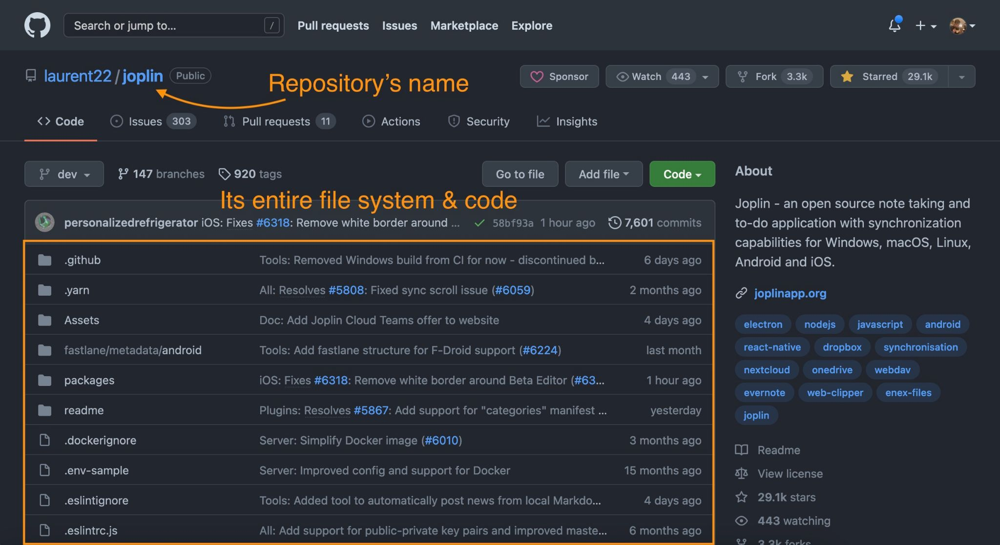 Search or jump to... /
Pull requests Issues Marketplace Explore
laurent22 / joplin Public
Repository's name
Sponsor Watch 443 Fork 3.3k Starred 29.1k
Code Issues 303 Pull requests 11 Actions Security Insights
dev 147 branches 920 tags Go to file Add file Code
Its entire file system & code
personalizedrefrigerator iOS: Fixes #6318: Remove white border around ... 58bf93a 1 hour ago 7,601 commits
.github Tools: Removed Windows build from CI for now - discontinued b... 6 days ago
.yarn All: Resolves #5808: Fixed sync scroll issue (#6059) 2 months ago
Assets Doc: Add Joplin Cloud Teams offer to website 4 days ago
fastlane/metadata/android Tools: Add fastlane structure for F-Droid support (#6224) last month
packages iOS: Fixes #6318: Remove white border around Beta Editor (#63... 1 hour ago
readme Plugins: Resolves #5867: Add support for "categories" manifest ... yesterday
.dockerignore Server: Simplify Docker image (#6010) 3 months ago
.env-sample Server: Improved config and support for Docker 15 months ago
.eslintignore Tools: Added tool to automatically post news from local Markdo... 4 days ago
.eslintrc.js All: Add support for public-private key pairs and improved maste... 6 months ago
About
Joplin - an open source note taking and
to-do application with synchronization
capabilities for Windows, macOS, Linux,
Android and iOS.
joplinapp.org
electron nodejs javascript android
react-native dropbox synchronisation
nextcloud onedrive webdav
evernote web-clipper enex-files
joplin
Readme
View license
29.1k stars
443 watching
3.3k forks